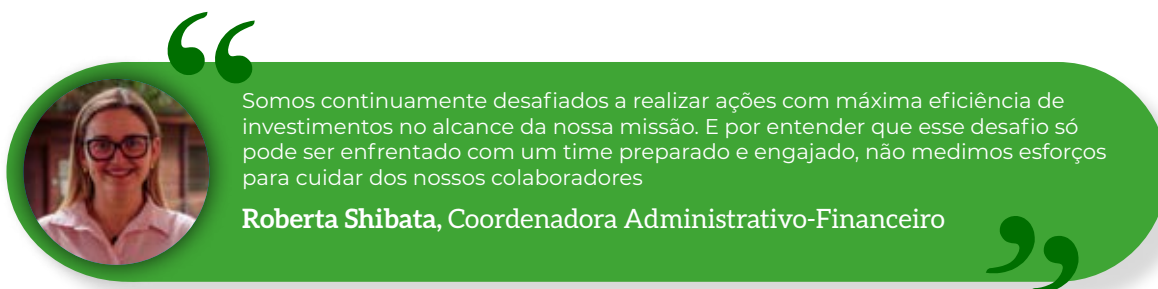 Somos continuamente desafiados a realizar ações com máxima eficiência de
investimentos no alcance da nossa missão. E por entender que esse desafio só
pode ser enfrentado com um time preparado e engajado, não medimos esforços
para cuidar dos nossos colaboradores
Roberta Shibata, Coordenadora Administrativo-Financeiro